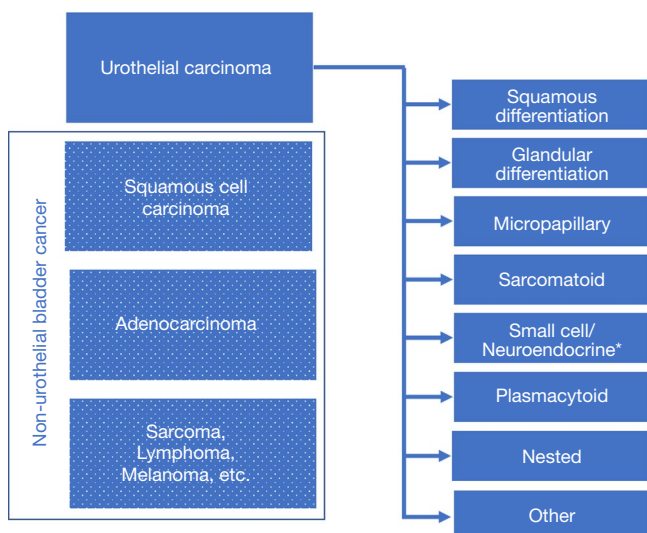 Urothelial carcinoma
Non-urothelial bladder cancer
Squamous cell
carcinoma
Adenocarcinoma
Sarcoma,
Lymphoma,
Melanoma, etc.
Squamous
differentiation
Glandular
differentiation
Micropapillary
Sarcomatoid
Small cell/
Neuroendocrine*
Plasmacytoid
Nested
Other